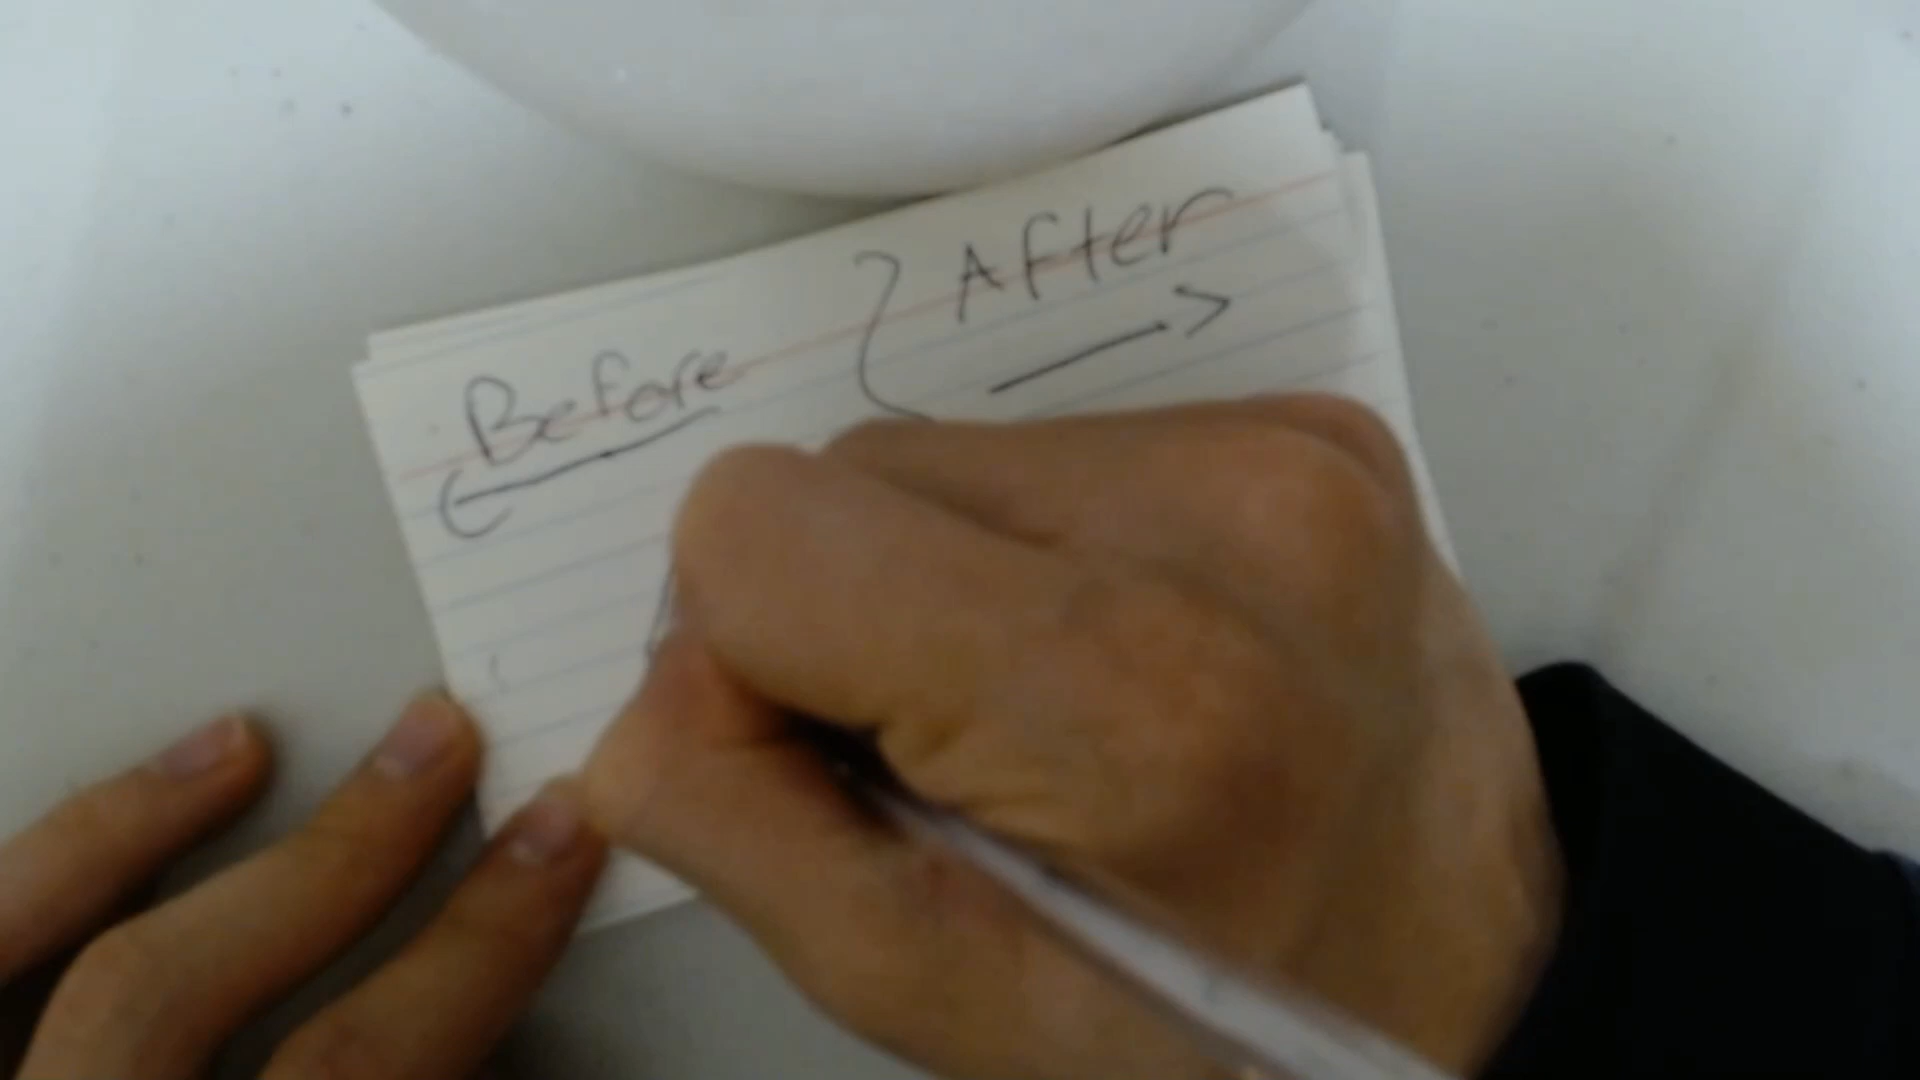 Before } After
← →